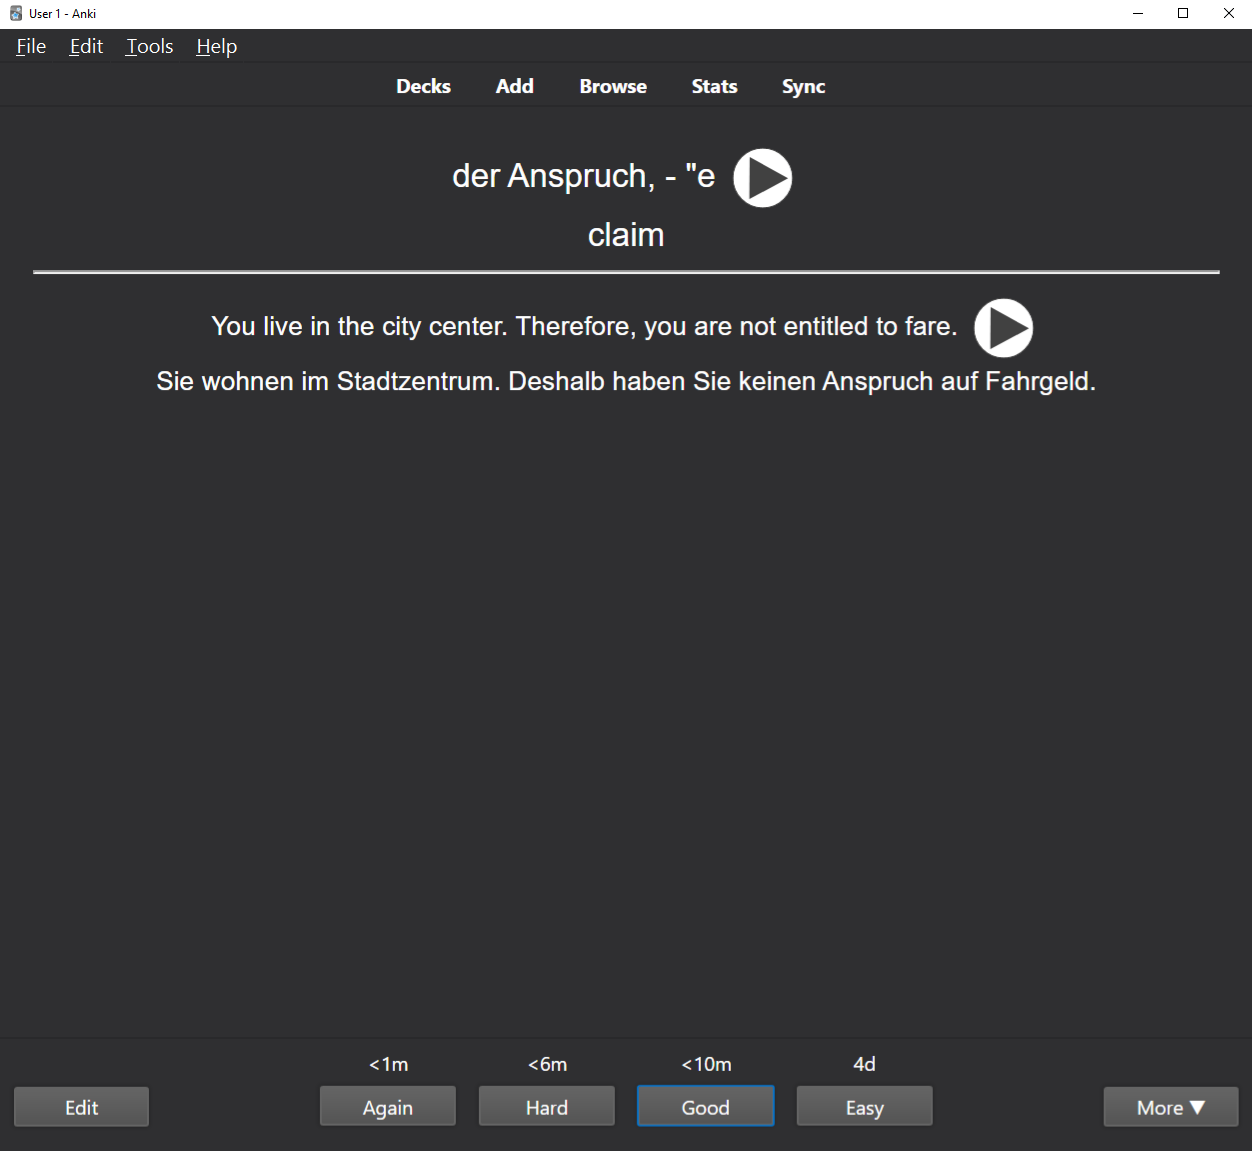 User 1 - Anki
File Edit Tools Help
Decks Add Browse Stats Sync
der Anspruch, - "e
claim
You live in the city center. Therefore, you are not entitled to fare.
Sie wohnen im Stadtzentrum. Deshalb haben Sie keinen Anspruch auf Fahrgeld.
<1m <6m <10m 4d
Edit Again Hard Good Easy More ▼